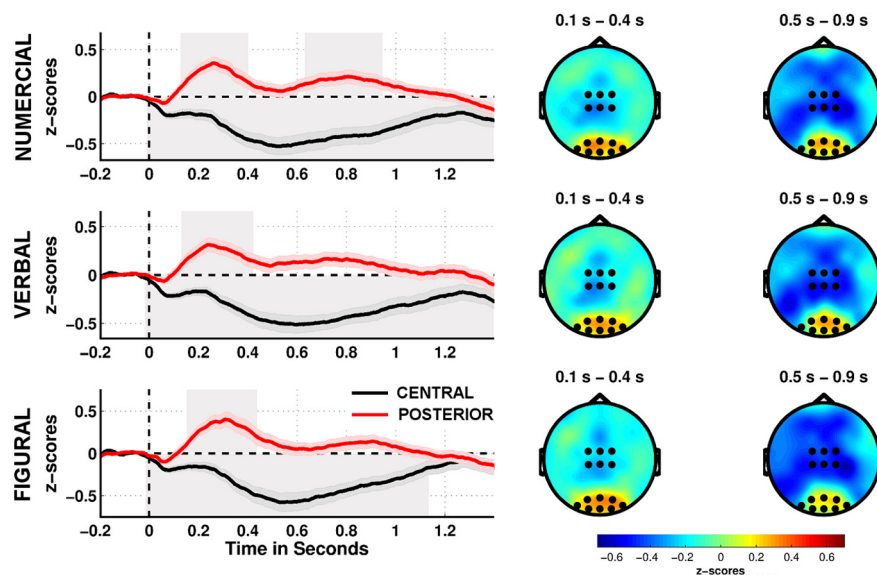 NUMERCIAL
z-scores
0.5
0
-0.5
-0.2 0 0.2 0.4 0.6 0.8 1 1.2
0.1 s – 0.4 s
0.5 s – 0.9 s
VERBAL
z-scores
0.5
0
-0.5
-0.2 0 0.2 0.4 0.6 0.8 1 1.2
0.1 s – 0.4 s
0.5 s – 0.9 s
FIGURAL
z-scores
0.5
0
-0.5
CENTRAL
POSTERIOR
-0.2 0 0.2 0.4 0.6 0.8 1 1.2
Time in Seconds
0.1 s – 0.4 s
0.5 s – 0.9 s
−0.6 −0.4 −0.2 0 0.2 0.4 0.6
z-scores